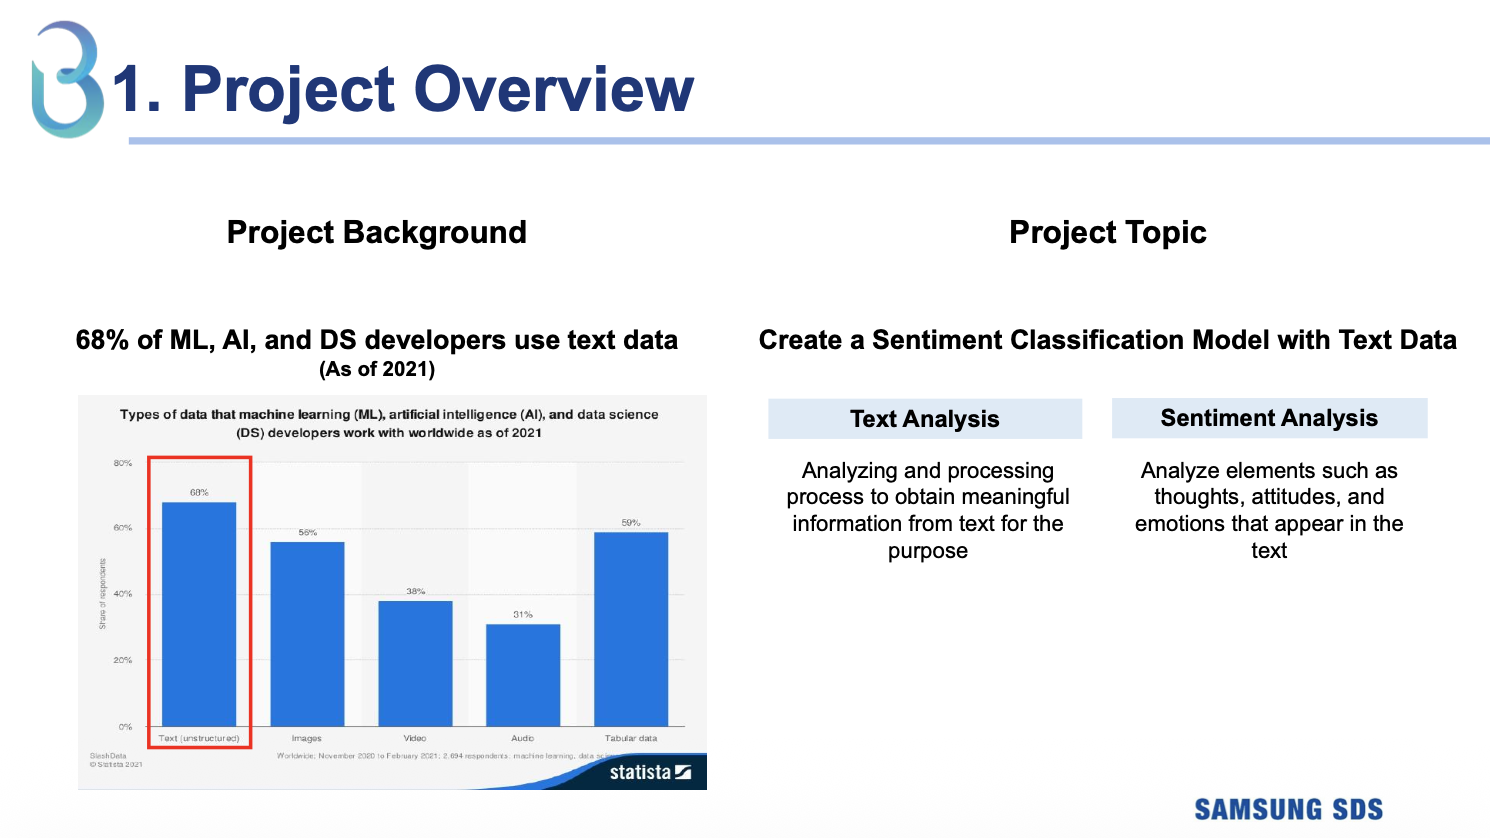 1. Project Overview
Project Background
68% of ML, AI, and DS developers use text data
(As of 2021)
Types of data that machine learning (ML), artificial intelligence (AI), and data science
(DS) developers work with worldwide as of 2021
Share of respondents
80%
60%
40%
20%
0%
68%
56%
38%
31%
59%
Text (unstructured)
Images
Video
Audio
Tabular data
SlashData
© Statista 2021
Worldwide; November 2020 to February 2021; 2,694 respondents; machine learning, data
statista
Project Topic
Create a Sentiment Classification Model with Text Data
Text Analysis
Analyzing and processing
process to obtain meaningful
information from text for the
purpose
Sentiment Analysis
Analyze elements such as
thoughts, attitudes, and
emotions that appear in the
text
SAMSUNG SDS